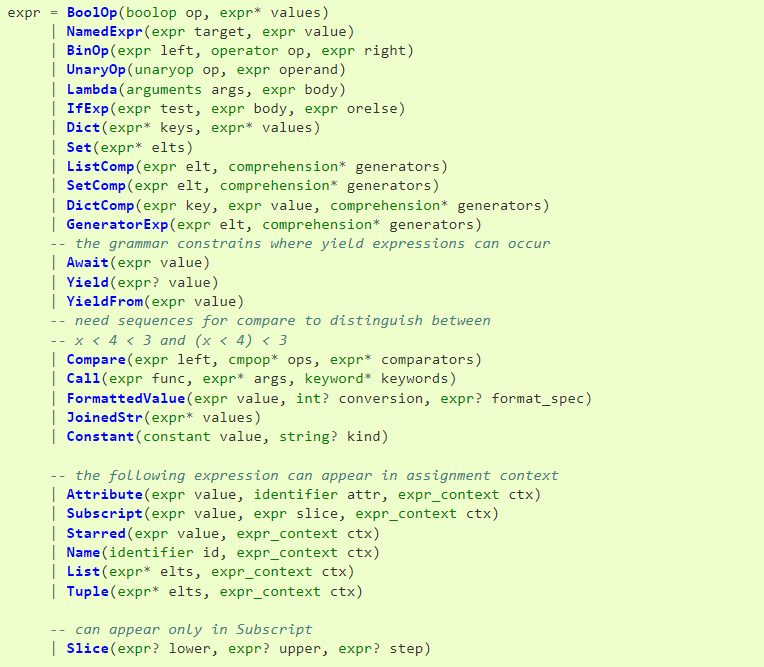 expr = BoolOp(boolop op, expr* values)
| NamedExpr(expr target, expr value)
| BinOp(expr left, operator op, expr right)
| UnaryOp(unaryop op, expr operand)
| Lambda(arguments args, expr body)
| IfExp(expr test, expr body, expr orelse)
| Dict(expr* keys, expr* values)
| Set(expr* elts)
| ListComp(expr elt, comprehension* generators)
| SetComp(expr elt, comprehension* generators)
| DictComp(expr key, expr value, comprehension* generators)
| GeneratorExp(expr elt, comprehension* generators)
-- the grammar constrains where yield expressions can occur
| Await(expr value)
| Yield(expr? value)
| YieldFrom(expr value)
-- need sequences for compare to distinguish between
-- x < 4 < 3 and (x < 4) < 3
| Compare(expr left, cmpop* ops, expr* comparators)
| Call(expr func, expr* args, keyword* keywords)
| FormattedValue(expr value, int? conversion, expr? format_spec)
| JoinedStr(expr* values)
| Constant(constant value, string? kind)
-- the following expression can appear in assignment context
| Attribute(expr value, identifier attr, expr_context ctx)
| Subscript(expr value, expr slice, expr_context ctx)
| Starred(expr value, expr_context ctx)
| Name(identifier id, expr_context ctx)
| List(expr* elts, expr_context ctx)
| Tuple(expr* elts, expr_context ctx)
-- can appear only in Subscript
| Slice(expr? lower, expr? upper, expr? step)